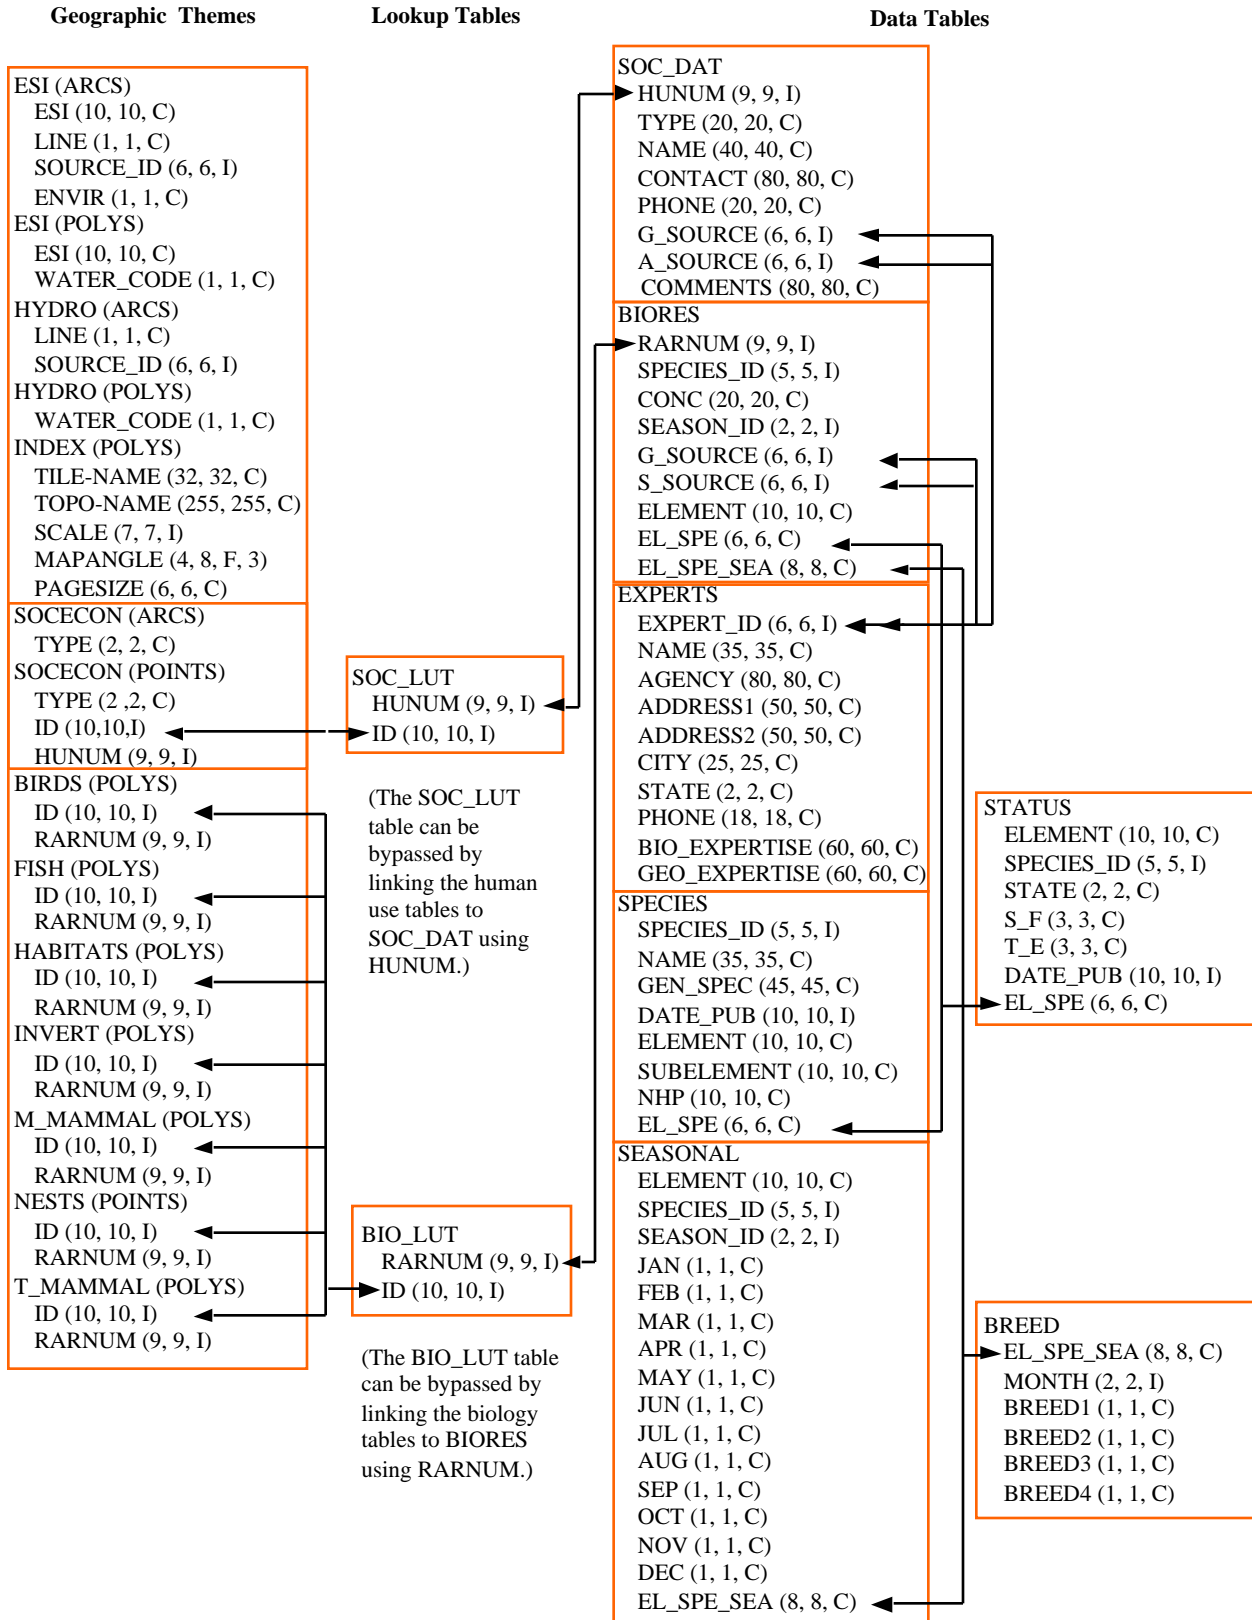 Geographic  Themes
Lookup Tables
Data Tables
ESI (ARCS)
ESI (10, 10, C)
LINE (1, 1, C)
SOURCE_ID (6, 6, I)
ENVIR (1, 1, C)
ESI (POLYS)
ESI (10, 10, C)
WATER_CODE (1, 1, C)
HYDRO (ARCS)
LINE (1, 1, C)
SOURCE_ID (6, 6, I)
HYDRO (POLYS)
WATER_CODE (1, 1, C)
INDEX (POLYS)
TILE-NAME (32, 32, C)
TOPO-NAME (255, 255, C)
SCALE (7, 7, I)
MAPANGLE (4, 8, F, 3)
PAGESIZE (6, 6, C)
SOCECON (ARCS)
TYPE (2, 2, C)
SOCECON (POINTS)
TYPE (2 ,2, C)
ID (10,10,I)
HUNUM (9, 9, I)
BIRDS (POLYS)
ID (10, 10, I)
RARNUM (9, 9, I)
FISH (POLYS)
ID (10, 10, I)
RARNUM (9, 9, I)
HABITATS (POLYS)
ID (10, 10, I)
RARNUM (9, 9, I)
INVERT (POLYS)
ID (10, 10, I)
RARNUM (9, 9, I)
M_MAMMAL (POLYS)
ID (10, 10, I)
RARNUM (9, 9, I)
NESTS (POINTS)
ID (10, 10, I)
RARNUM (9, 9, I)
T_MAMMAL (POLYS)
ID (10, 10, I)
RARNUM (9, 9, I)
SOC_LUT
HUNUM (9, 9, I)
ID (10, 10, I)
(The SOC_LUT
table can be
bypassed by
linking the human
use tables to
SOC_DAT using
HUNUM.)
BIO_LUT
RARNUM (9, 9, I)
ID (10, 10, I)
(The BIO_LUT table
can be bypassed by
linking the biology
tables to BIORES
using RARNUM.)
SOC_DAT
HUNUM (9, 9, I)
TYPE (20, 20, C)
NAME (40, 40, C)
CONTACT (80, 80, C)
PHONE (20, 20, C)
G_SOURCE (6, 6, I)
A_SOURCE (6, 6, I)
COMMENTS (80, 80, C)
BIORES
RARNUM (9, 9, I)
SPECIES_ID (5, 5, I)
CONC (20, 20, C)
SEASON_ID (2, 2, I)
G_SOURCE (6, 6, I)
S_SOURCE (6, 6, I)
ELEMENT (10, 10, C)
EL_SPE (6, 6, C)
EL_SPE_SEA (8, 8, C)
EXPERTS
EXPERT_ID (6, 6, I)
NAME (35, 35, C)
AGENCY (80, 80, C)
ADDRESS1 (50, 50, C)
ADDRESS2 (50, 50, C)
CITY (25, 25, C)
STATE (2, 2, C)
PHONE (18, 18, C)
BIO_EXPERTISE (60, 60, C)
GEO_EXPERTISE (60, 60, C)
SPECIES
SPECIES_ID (5, 5, I)
NAME (35, 35, C)
GEN_SPEC (45, 45, C)
DATE_PUB (10, 10, I)
ELEMENT (10, 10, C)
SUBELEMENT (10, 10, C)
NHP (10, 10, C)
EL_SPE (6, 6, C)
SEASONAL
ELEMENT (10, 10, C)
SPECIES_ID (5, 5, I)
SEASON_ID (2, 2, I)
JAN (1, 1, C)
FEB (1, 1, C)
MAR (1, 1, C)
APR (1, 1, C)
MAY (1, 1, C)
JUN (1, 1, C)
JUL (1, 1, C)
AUG (1, 1, C)
SEP (1, 1, C)
OCT (1, 1, C)
NOV (1, 1, C)
DEC (1, 1, C)
EL_SPE_SEA (8, 8, C)
STATUS
ELEMENT (10, 10, C)
SPECIES_ID (5, 5, I)
STATE (2, 2, C)
S_F (3, 3, C)
T_E (3, 3, C)
DATE_PUB (10, 10, I)
EL_SPE (6, 6, C)
BREED
EL_SPE_SEA (8, 8, C)
MONTH (2, 2, I)
BREED1 (1, 1, C)
BREED2 (1, 1, C)
BREED3 (1, 1, C)
BREED4 (1, 1, C)